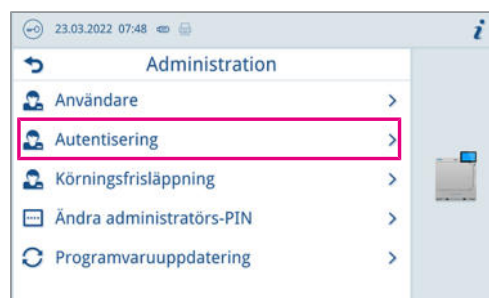 23.03.2022 07:48
Administration
Användare
Autentisering
Körningsfrisläppning
Ändra administratörs-PIN
Programvaruuppdatering